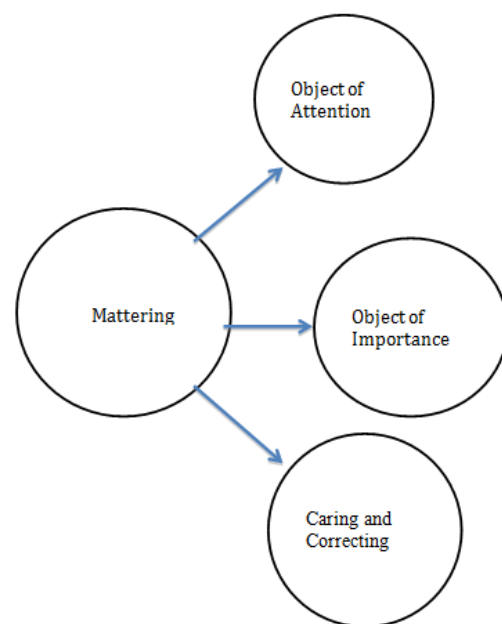 Object of
Attention
Mattering
Object of
Importance
Caring and
Correcting